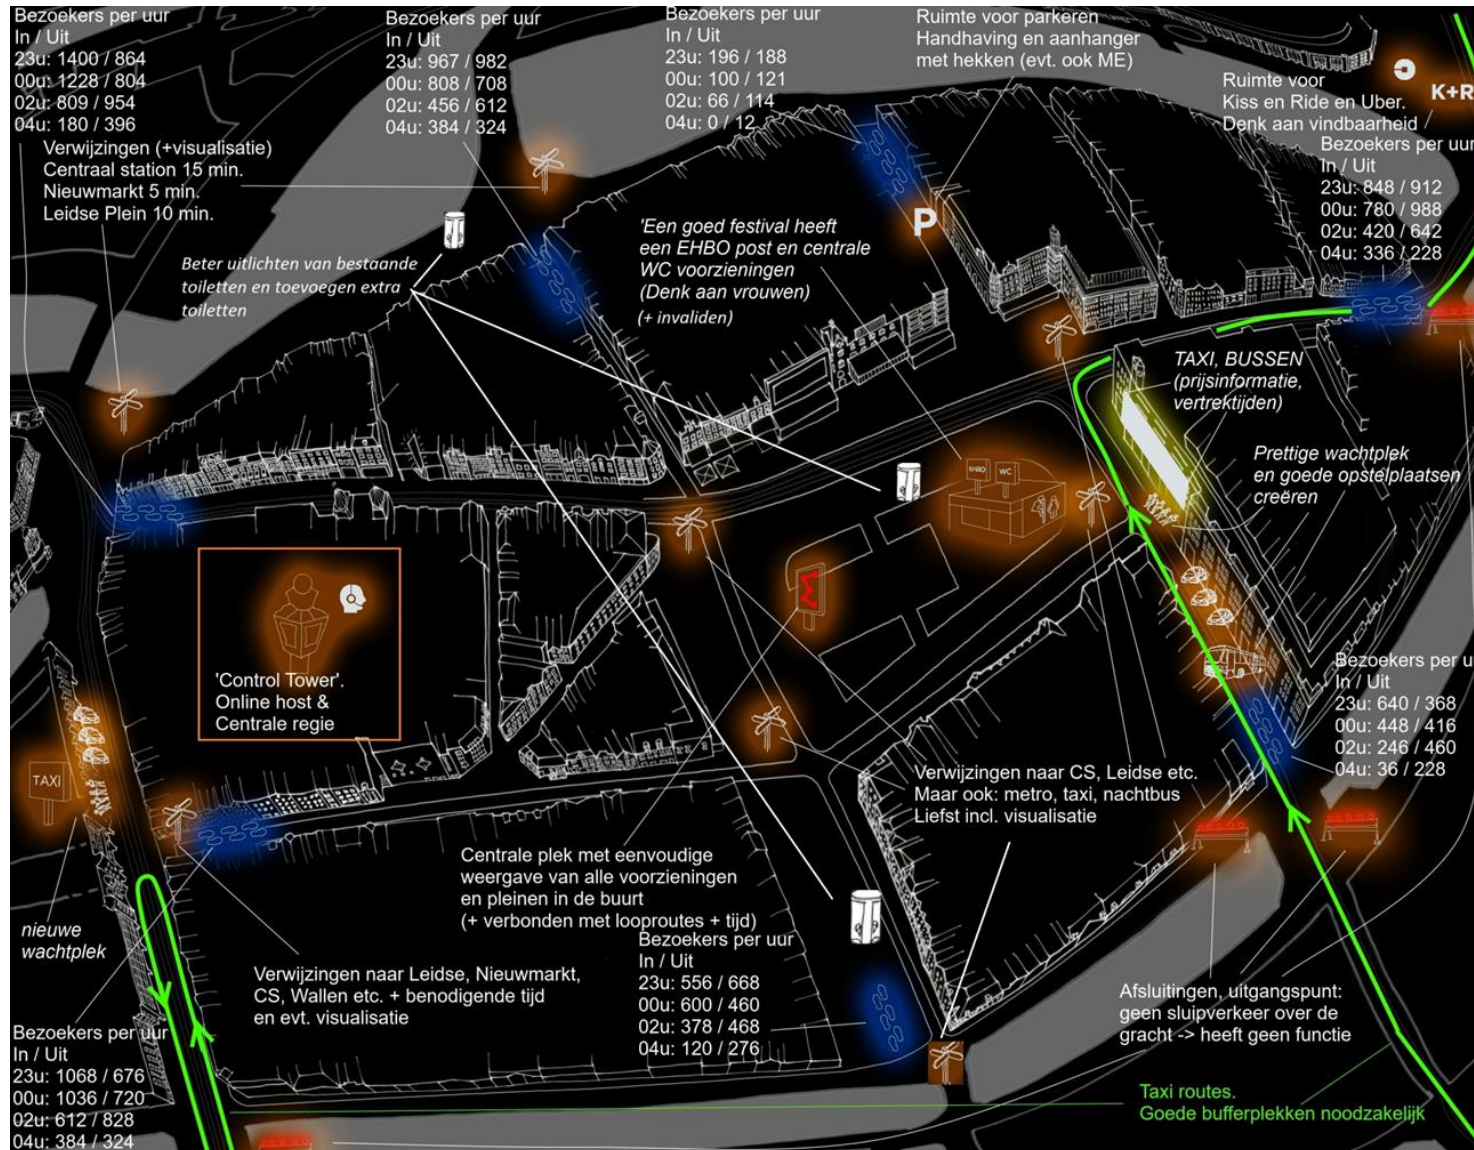 Bezoekers per uur
In / Uit
23u: 1400 / 864
00u: 1228 / 804
02u: 809 / 954
04u: 180 / 396
Bezoekers per uur
In / Uit
23u: 967 / 982
00u: 808 / 708
02u: 456 / 612
04u: 384 / 324
Bezoekers per uur
In / Uit
23u: 196 / 188
00u: 100 / 121
02u: 66 / 114
04u: 0 / 12
Ruimte voor parkeren
Handhaving en aanhanger
met hekken (evt. ook ME)
Ruimte voor
Kiss en Ride en Uber.
Denk aan vindbaarheid
K+R
Bezoekers per uur
In / Uit
23u: 848 / 912
00u: 780 / 988
02u: 420 / 642
04u: 336 / 228
Verwijzingen (+visualisatie)
Centraal station 15 min.
Nieuwmarkt 5 min.
Leidse Plein 10 min.
Beter uitlichten van bestaande
toiletten en toevoegen extra
toiletten
'Een goed festival heeft
een EHBO post en centrale
WC voorzieningen
(Denk aan vrouwen)
(+ invaliden)
P
TAXI, BUSSEN
(prijsinformatie,
vertrektijden)
Prettige wachtplek
en goede opstelplaatsen
creëren
EHBO
WC
'Control Tower'.
Online host &
Centrale regie
TAXi
nieuwe
wachtplek
Bezoekers per u
In / Uit
23u: 640 / 368
00u: 448 / 416
02u: 246 / 460
04u: 36 / 228
Verwijzingen naar CS, Leidse etc.
Maar ook: metro, taxi, nachtbus
Liefst incl. visualisatie
Centrale plek met eenvoudige
weergave van alle voorzieningen
en pleinen in de buurt
(+ verbonden met looproutes + tijd)
Bezoekers per uur
In / Uit
23u: 556 / 668
00u: 600 / 460
02u: 378 / 468
04u: 120 / 276
Verwijzingen naar Leidse, Nieuwmarkt,
CS, Wallen etc. + benodigende tijd
en evt. visualisatie
Afsluitingen, uitgangspunt:
geen sluipverkeer over de
gracht -> heeft geen functie
Bezoekers per uur
In / Uit
23u: 1068 / 676
00u: 1036 / 720
02u: 612 / 828
04u: 384 / 324
Taxi routes.
Goede bufferplekken noodzakelijk